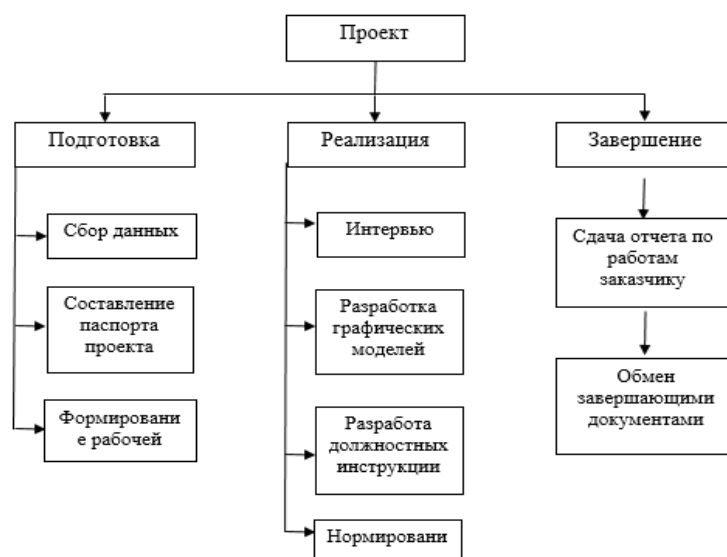 Проект
Подготовка
Реализация
Завершение
Сбор данных
Составление
паспорта
проекта
Формировани
е рабочей
Интервью
Разработка
графических
моделей
Разработа
должностных
инструкции
Нормировани
Сдача отчета по
работам
заказчику
Обмен
завершающими
документами